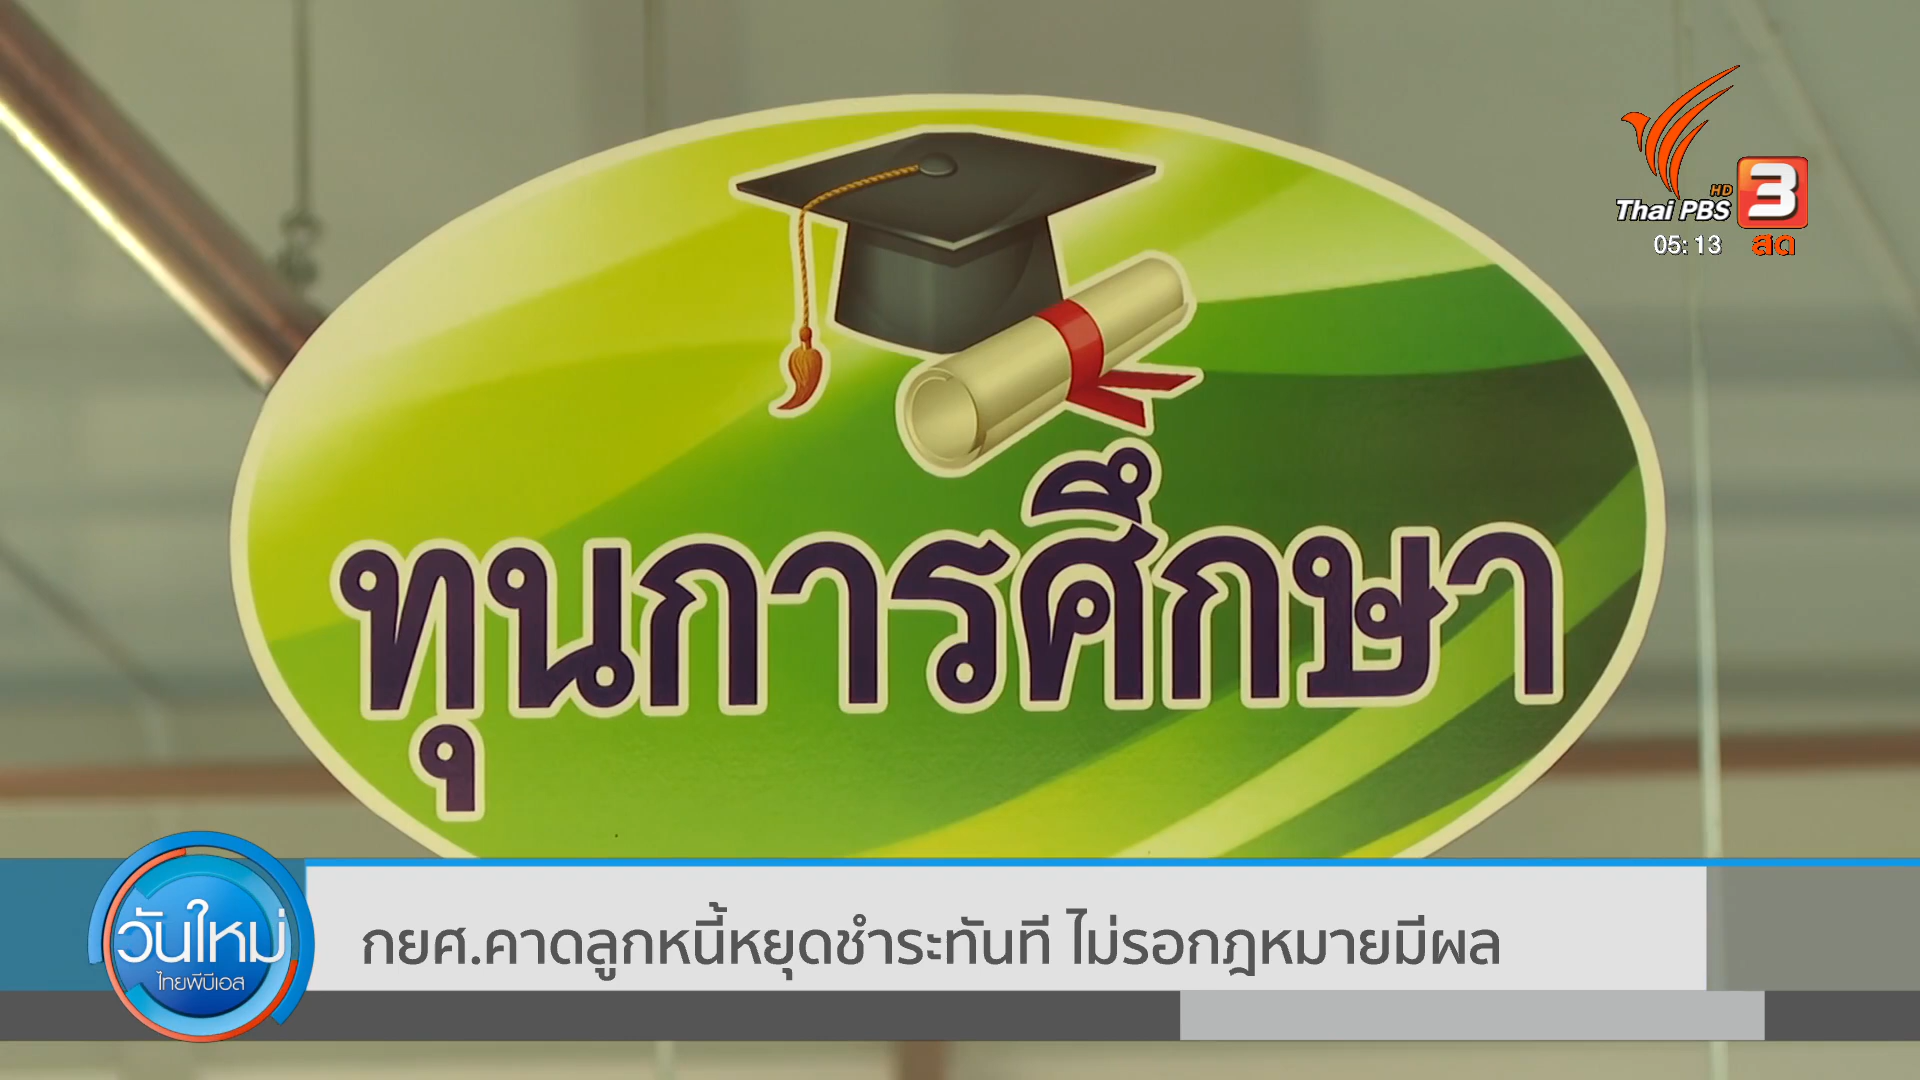 HD
Thai PBS 3
05:13 สด
ทุนการศึกษา
วันใหม่
ไทยพีบีเอส
กยศ.คาดลูกหนี้หยุดชำระทันที ไม่รอกฎหมายมีผล